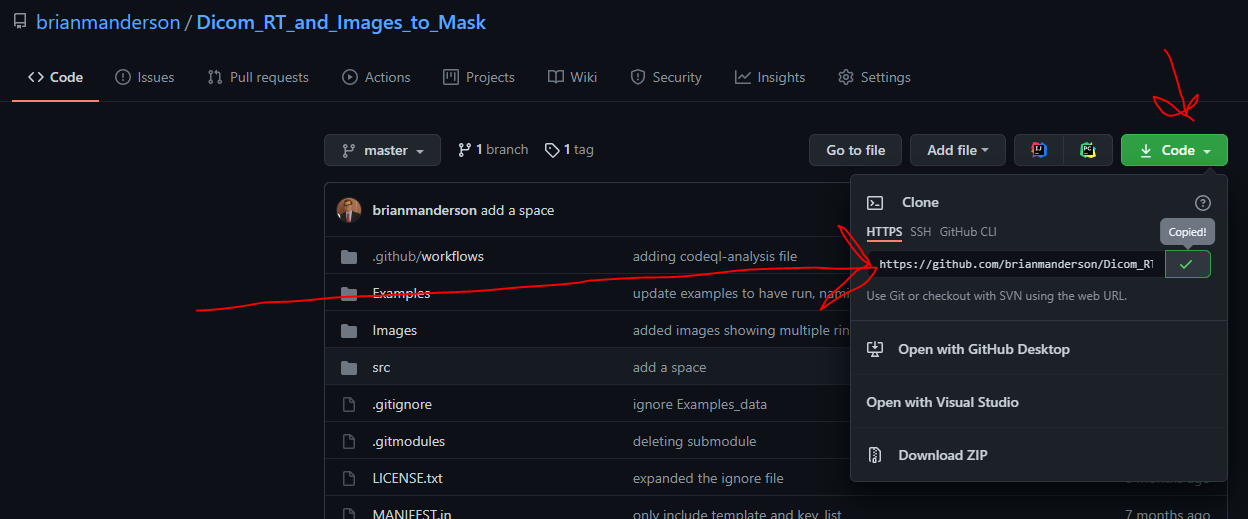 brianmanderson / Dicom_RT_and_Images_to_Mask
Code Issues Pull requests Actions Projects Wiki Security Insights Settings
master 1 branch 1 tag Go to file Add file Code
brianmanderson add a space
Clone
HTTPS SSH GitHub CLI Copied!
.github/workflows adding codeql-analysis file
https://github.com/brianmanderson/Dicom_RT
Examples update examples to have run, nami
Use Git or checkout with SVN using the web URL.
Images added images showing multiple rin
Open with GitHub Desktop
src add a space
.gitignore ignore Examples_data
Open with Visual Studio
.gitmodules deleting submodule
Download ZIP
LICENSE.txt expanded the ignore file months ago
MANIFEST.in only include template and key list 7 months ago